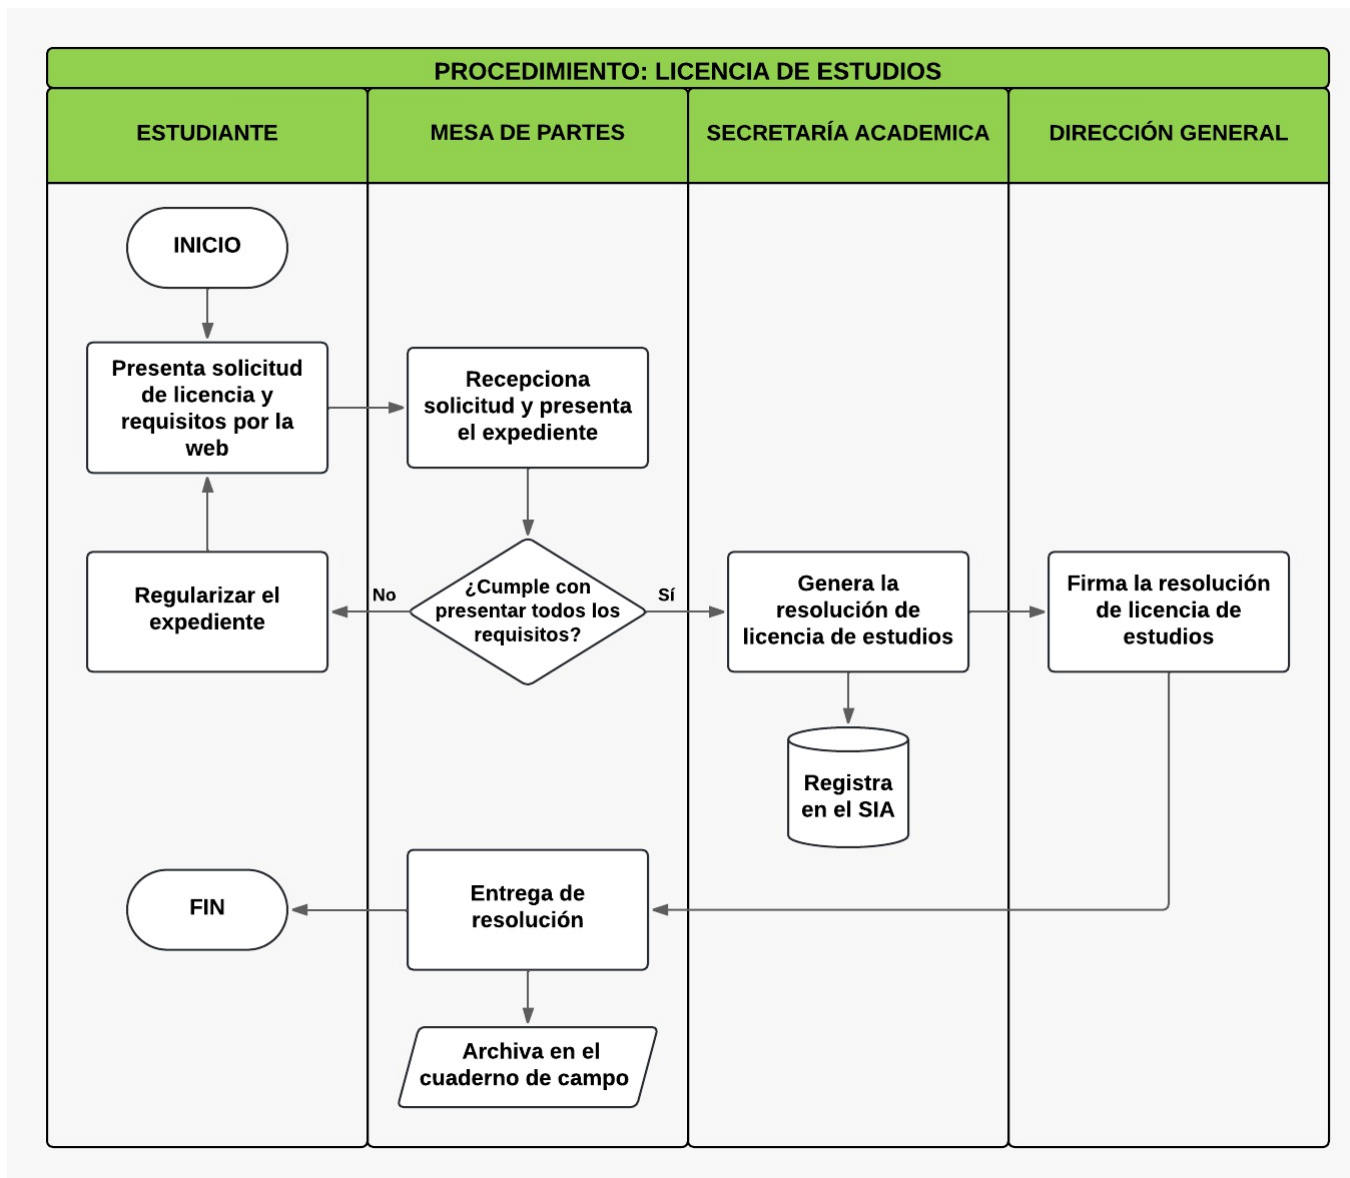 PROCEDIMIENTO: LICENCIA DE ESTUDIOS
ESTUDIANTE
MESA DE PARTES
SECRETARÍA ACADEMICA
DIRECCIÓN GENERAL
INICIO
Presenta solicitud
de licencia y
requisitos por la
web
Recepciona
solicitud y presenta
el expediente
Regularizar el
expediente
No
¿Cumple con
presentar todos los
requisitos?
Sí
Genera la
resolución de
licencia de estudios
Firma la resolución
de licencia de
estudios
Registra
en el SIA
FIN
Entrega de
resolución
Archiva en el
cuaderno de campo